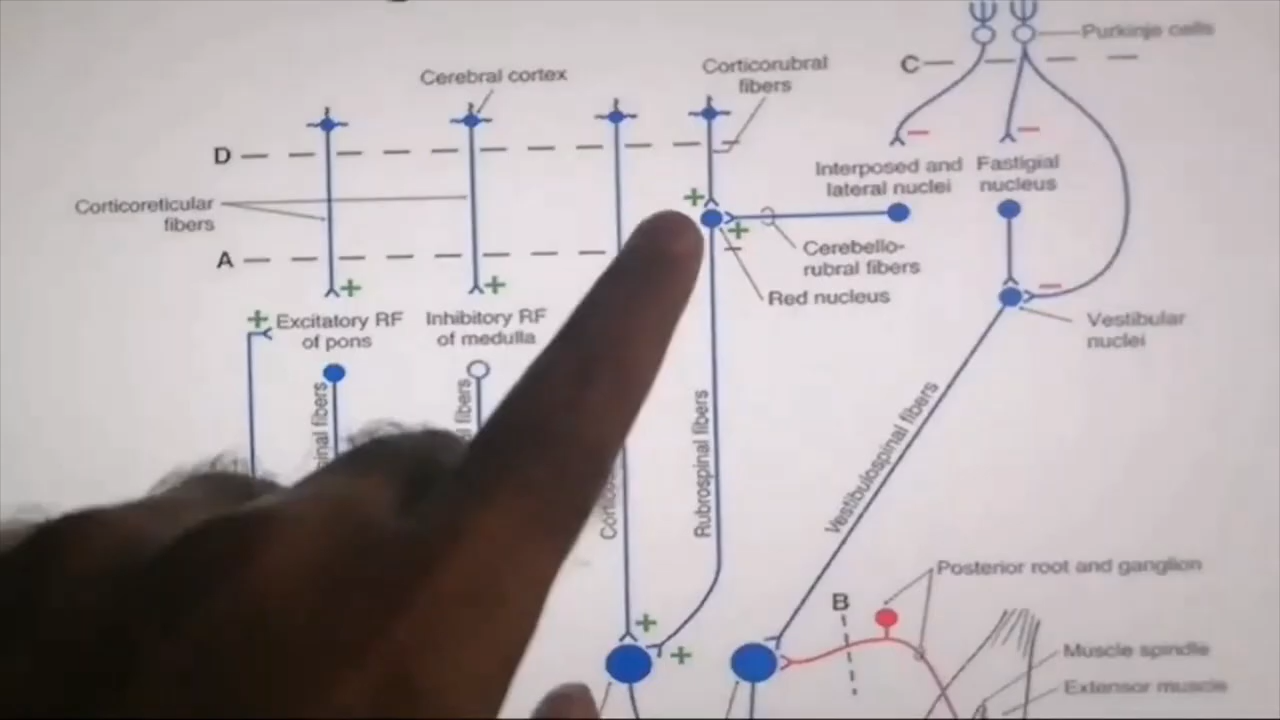 Purkinje cells
C
Cerebral cortex
Corticorubral
fibers
D
Interposed and
lateral nuclei
Fastigial
nucleus
Corticoreticular
fibers
A
Cerebello-
rubral fibers
Red nucleus
+
+
+
+
+
Excitatory RF
of pons
Inhibitory RF
of medulla
Vestibular
nuclei
fibers
fibers
Rubrospinal fibers
Vestibulospinal fibers
Posterior root and ganglion
B
+
+
Muscle spindle
Extensor muscle